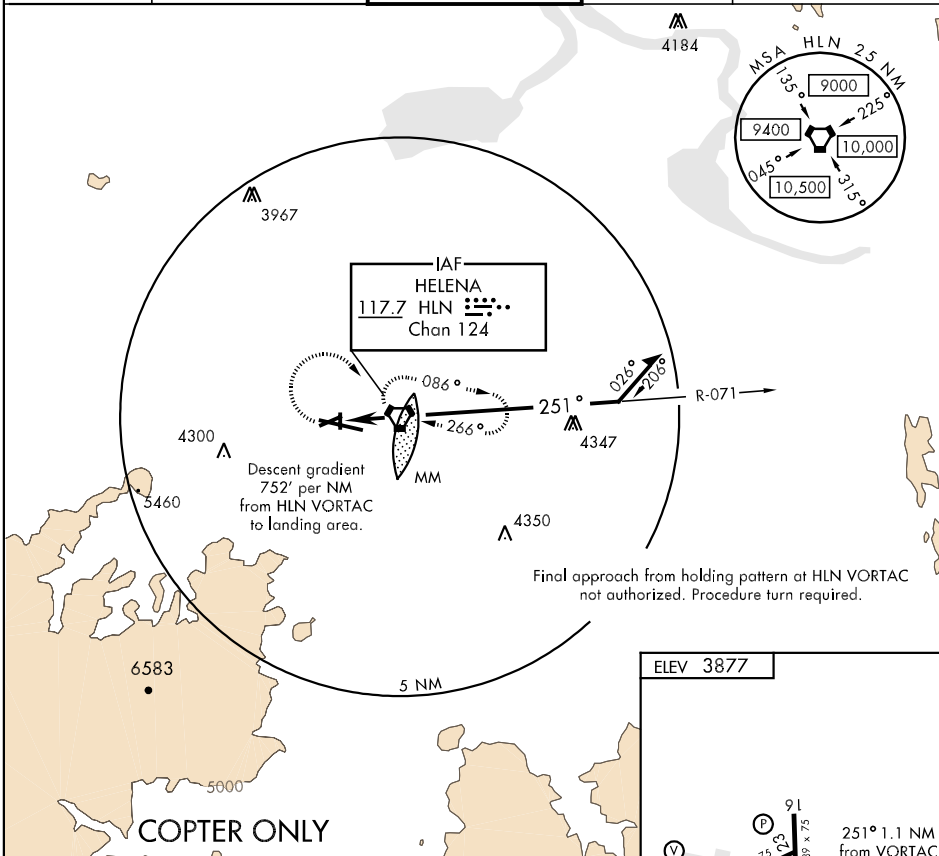 4184
MSA HLN 25 NM
135°
9000
225°
9400
10,000
045°
10,500
315°
3967
IAF
HELENA
117.7 HLN
Chan 124
086°
026°
206°
R-071
251°
266°
4347
4300
MM
Descent gradient
752' per NM
from HLN VORTAC
to landing area.
5460
4350
Final approach from holding pattern at HLN VORTAC
not authorized. Procedure turn required.
6583
5 NM
ELEV 3877
5000
COPTER ONLY
16
P
V
23
75
251° 1.1 NM
from VORTAC